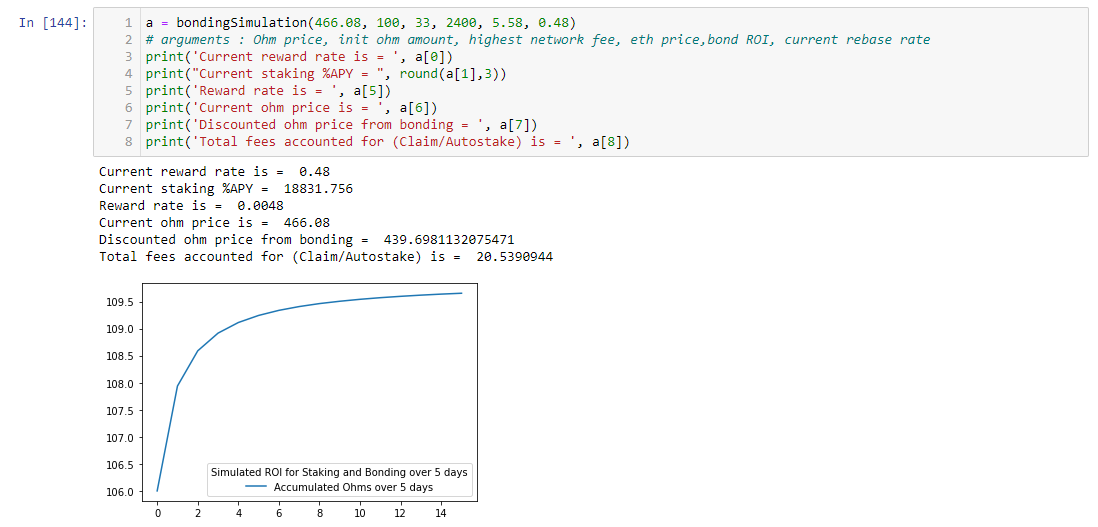 In [144]:
1 a = bondingSimulation(466.08, 100, 33, 2400, 5.58, 0.48)
2 # arguments : Ohm price, init ohm amount, highest network fee, eth price,bond ROI, current rebase rate
3 print('Current reward rate is = ', a[0])
4 print("Current staking %APY = ", round(a[1],3))
5 print('Reward rate is = ', a[5])
6 print('Current ohm price is = ', a[6])
7 print('Discounted ohm price from bonding = ', a[7])
8 print('Total fees accounted for (Claim/Autostake) is = ', a[8])
Current reward rate is =  0.48
Current staking %APY =  18831.756
Reward rate is =  0.0048
Current ohm price is =  466.08
Discounted ohm price from bonding =  439.6981132075471
Total fees accounted for (Claim/Autostake) is =  20.5390944
109.5
109.0
108.5
108.0
107.5
107.0
106.5
106.0
Simulated ROI for Staking and Bonding over 5 days
Accumulated Ohms over 5 days
0 2 4 6 8 10 12 14